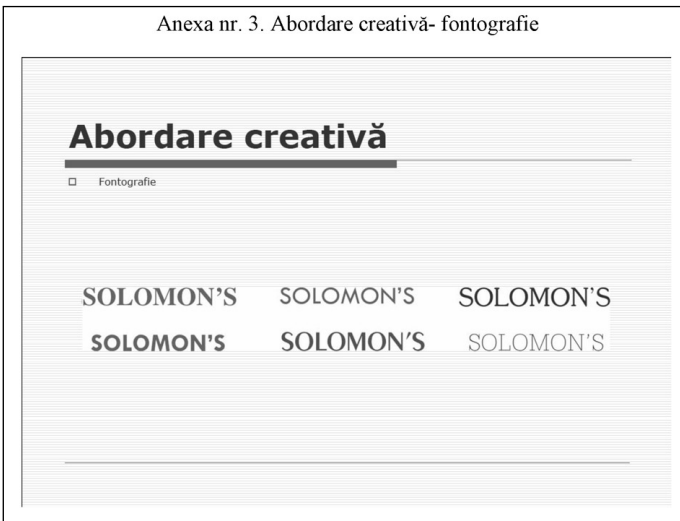 Anexa nr. 3. Abordare creativă- fontografie
Abordare creativă
Fontografie
SOLOMON'S SOLOMON'S SOLOMON'S
SOLOMON'S SOLOMON'S SOLOMON'S